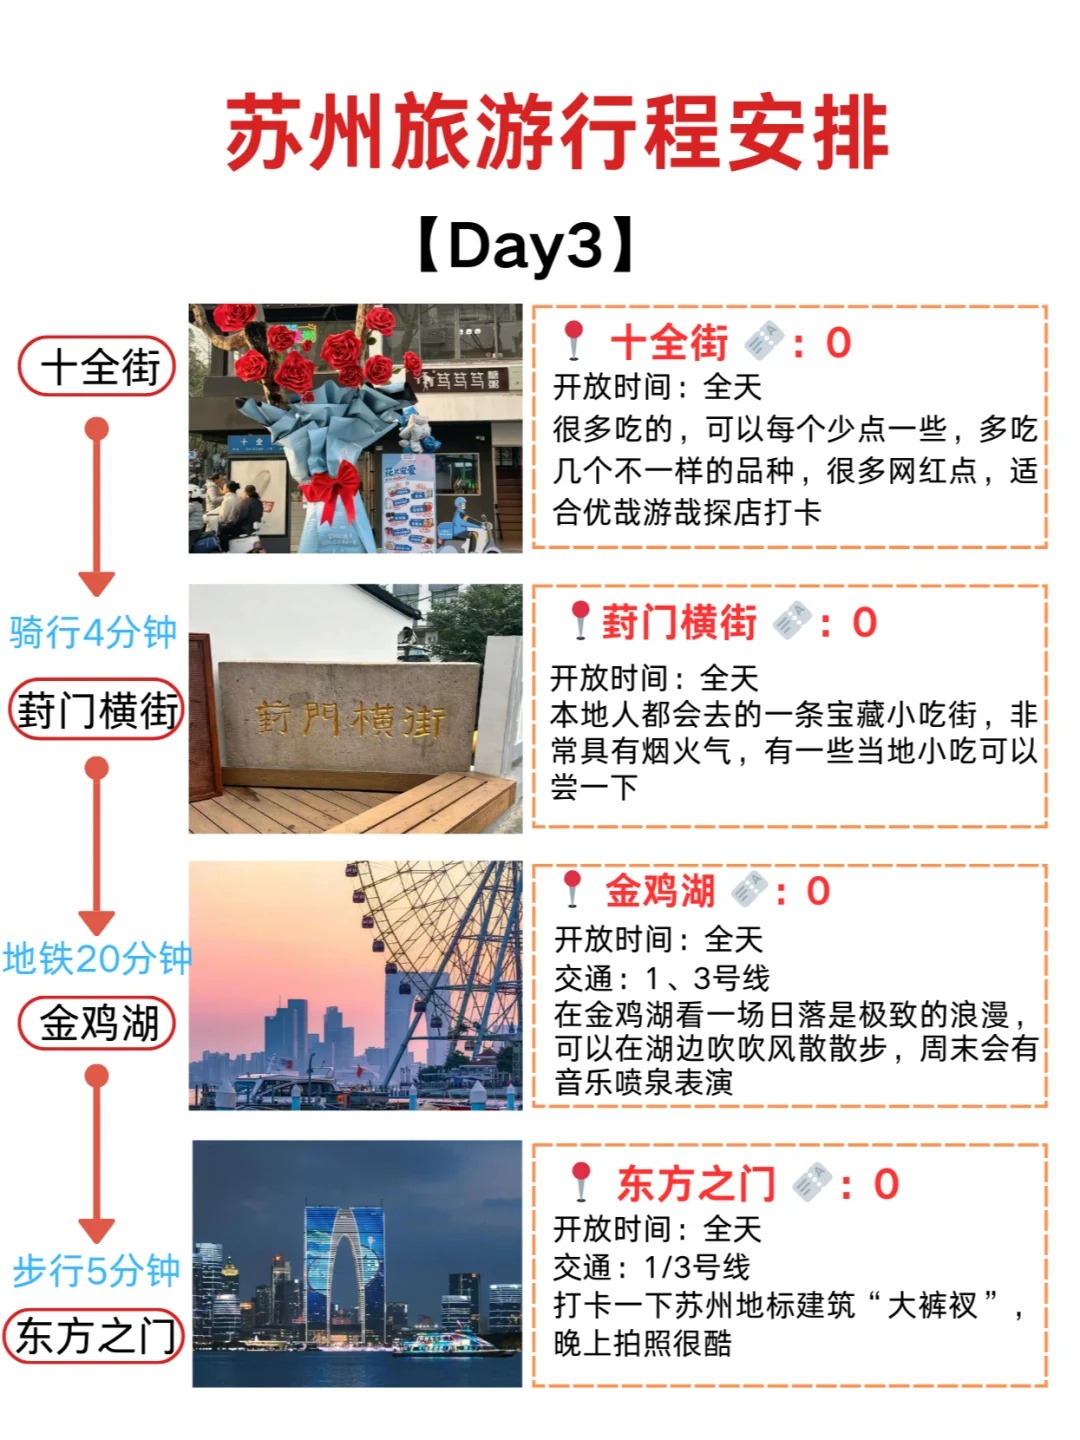 苏州旅游行程安排
【Day3】
十全街
骑行4分钟
葑门横街
地铁20分钟
金鸡湖
步行5分钟
东方之门
十全
葑門横街
十全街 : 0
开放时间：全天
很多吃的，可以每个少点一些，多吃
几个不一样的品种，很多网红点，适
合优哉游哉探店打卡
葑门横街 : 0
开放时间：全天
本地人都会去的一条宝藏小吃街，非
常具有烟火气，有一些当地小吃可以
尝一下
金鸡湖 : 0
开放时间：全天
交通：1、3号线
在金鸡湖看一场日落是极致的浪漫，
可以在湖边吹吹风散散步，周末会有
音乐喷泉表演
东方之门 : 0
开放时间：全天
交通：1/3号线
打卡一下苏州地标建筑“大裤衩”，
晚上拍照很酷